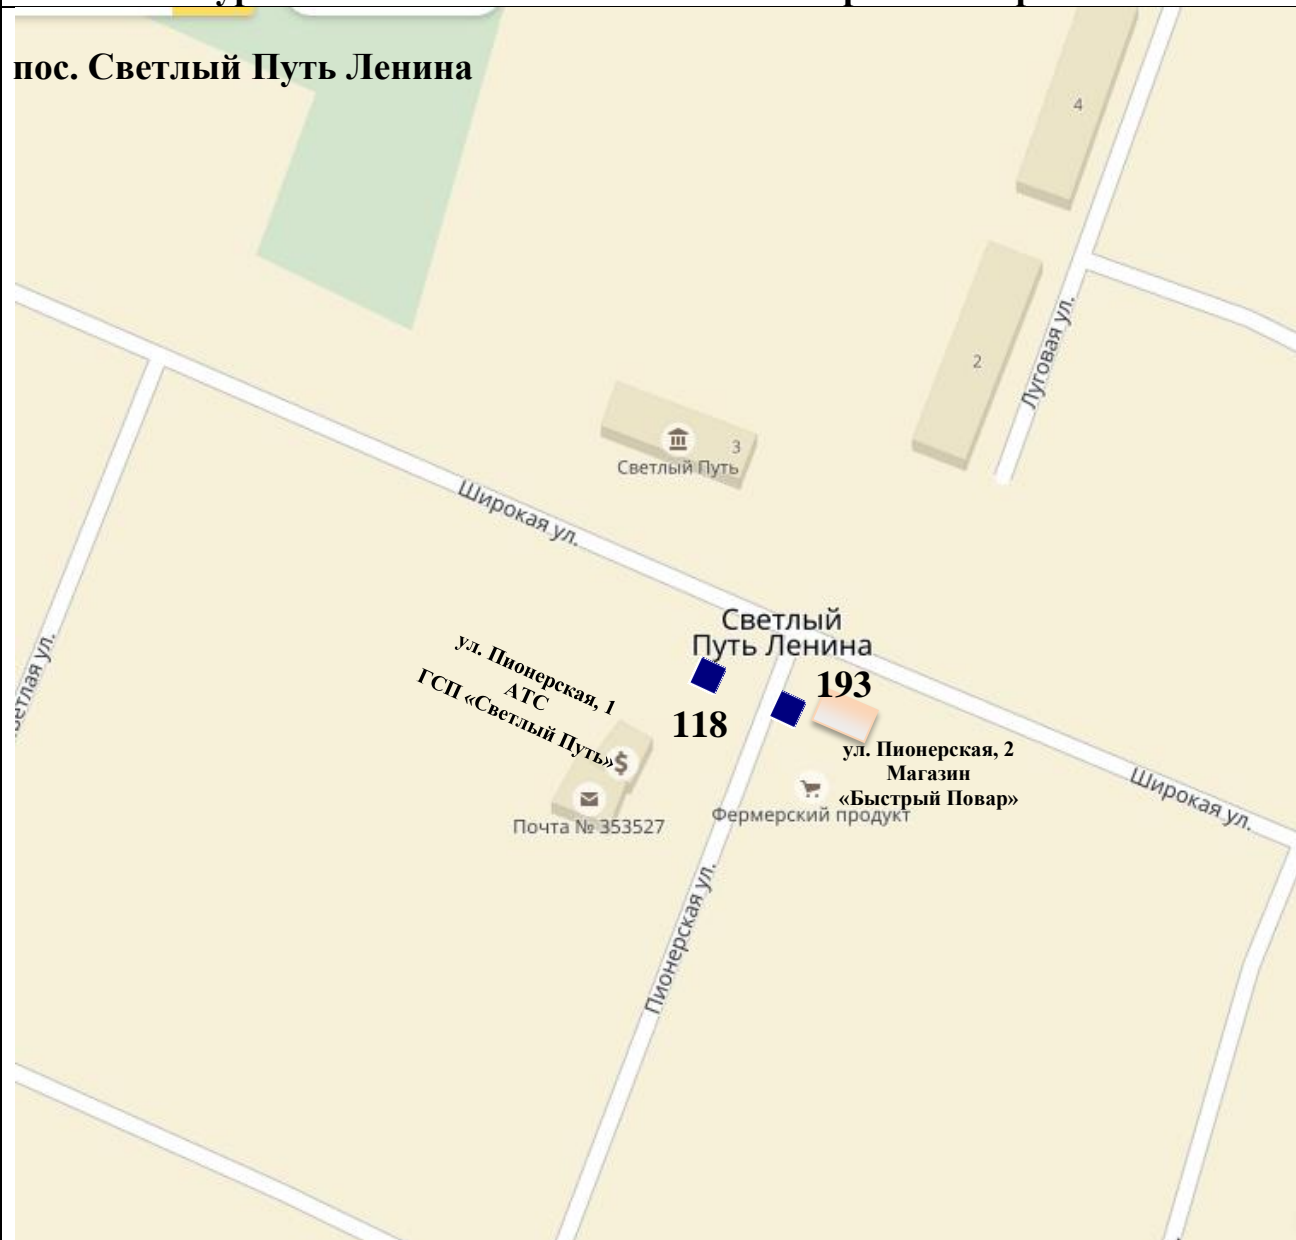 пос. Светлый Путь Ленина
4
2
Луговая ул.
3
Светлый Путь
Широкая ул.
Светлый
Путь Ленина
ул. Пионерская, 1
АТС
ГСП «Светлый Путь»
118
193
ул. Пионерская, 2
Магазин
«Быстрый Повар»
$
Почта № 353527
Фермерский продукт
Широкая ул.
Пионерская ул.